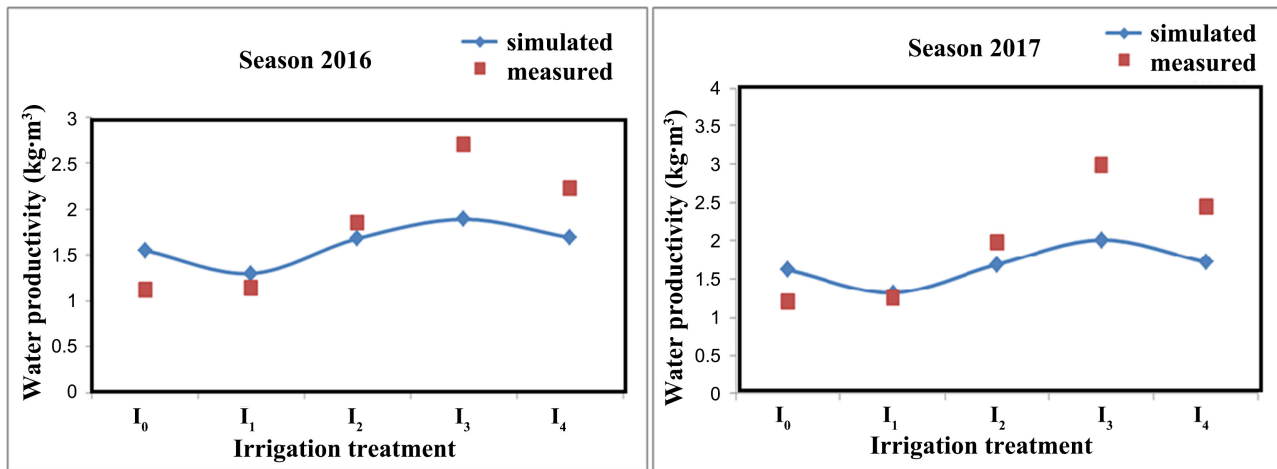 Season 2016
simulated
measured
Water productivity (kg·m³)
3
2.5
2
1.5
1
0.5
0
I₀ I₁ I₂ I₃ I₄
Irrigation treatment
Season 2017
simulated
measured
Water productivity (kg·m³)
4
3.5
3
2.5
2
1.5
1
0.5
0
I₀ I₁ I₂ I₃ I₄
Irrigation treatment